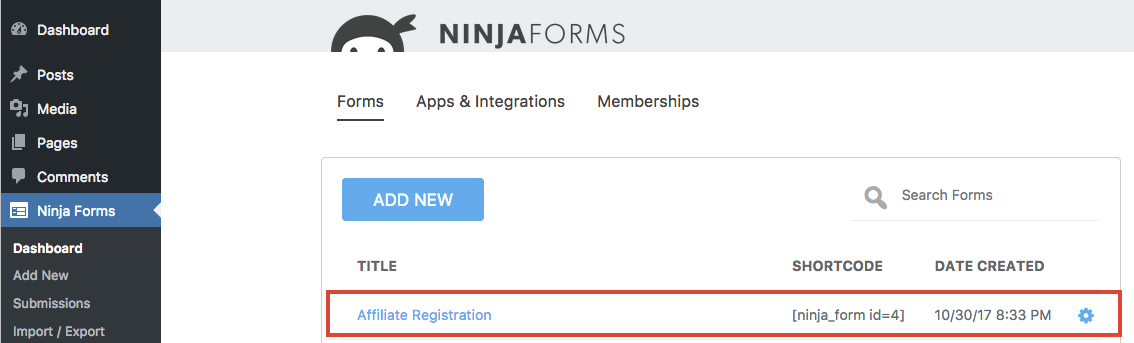 Dashboard
Posts
Media
Pages
Comments
Ninja Forms
Dashboard
Add New
Submissions
Import / Export
NINJAFORMS
Forms Apps & Integrations Memberships
ADD NEW Search Forms
TITLE SHORTCODE DATE CREATED
Affiliate Registration [ninja_form id=4] 10/30/17 8:33 PM